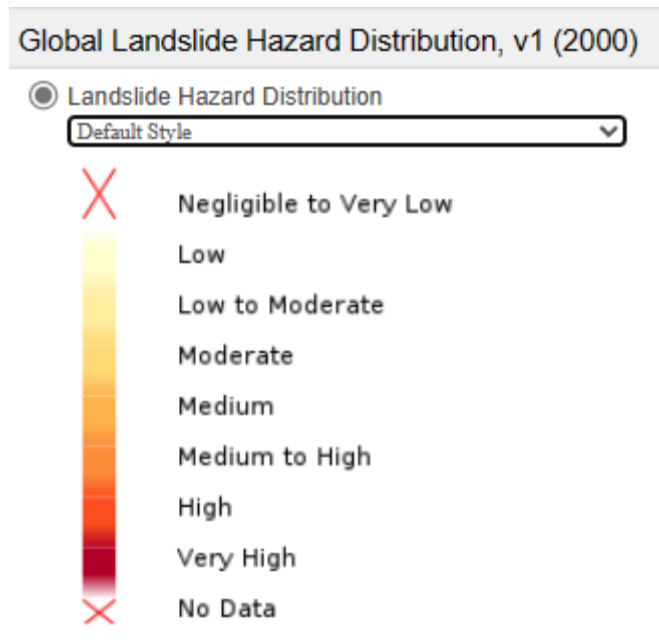 Global Landslide Hazard Distribution, v1 (2000)
Landslide Hazard Distribution
Default Style
Negligible to Very Low
Low
Low to Moderate
Moderate
Medium
Medium to High
High
Very High
No Data